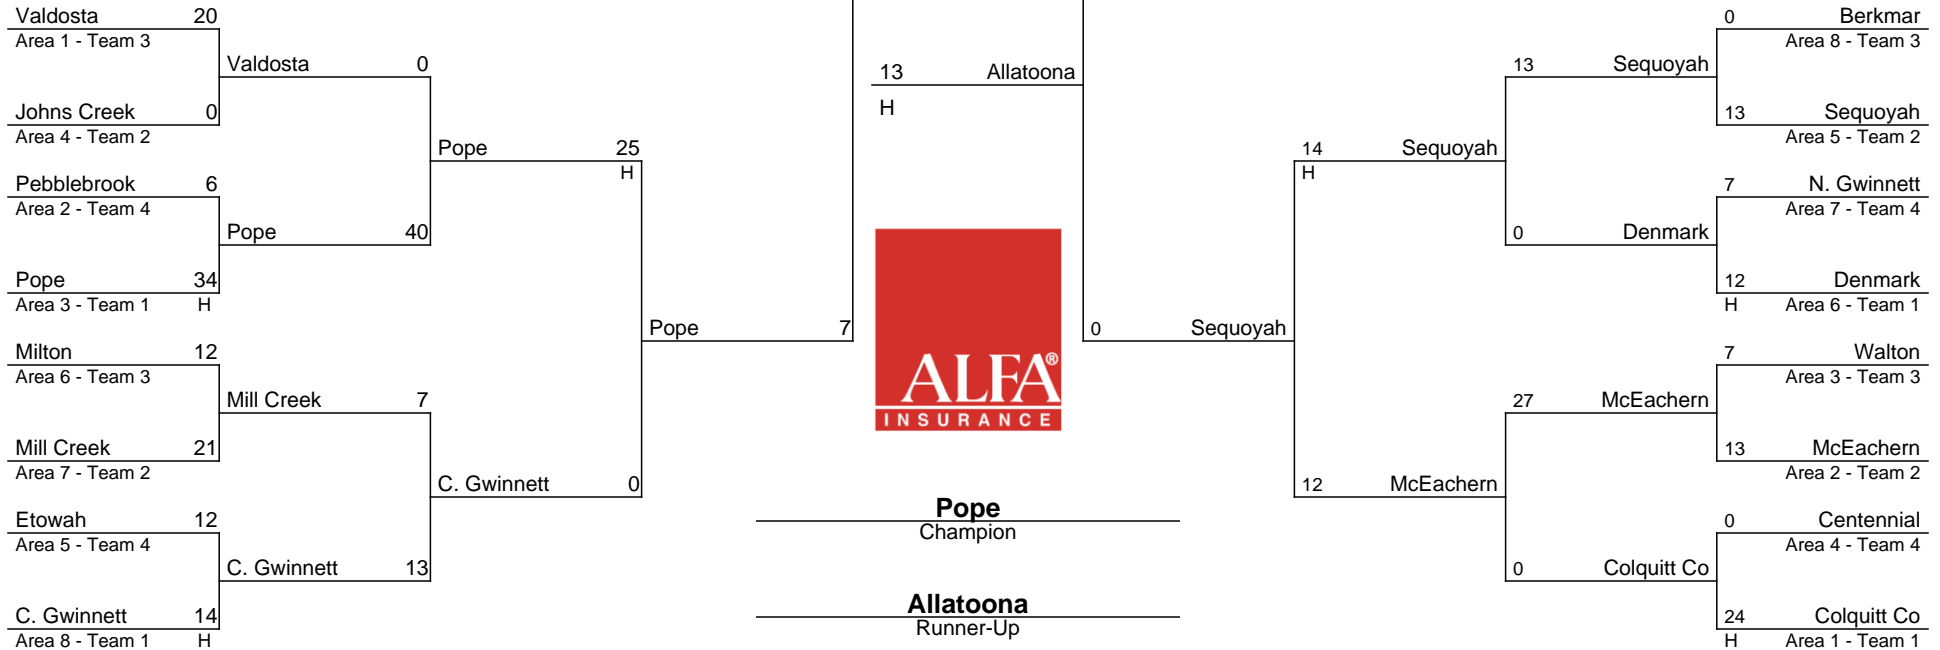 Valdosta 20
Area 1 - Team 3
Valdosta 0
Johns Creek 0
Area 4 - Team 2
Pope 25
H
Pebblebrook 6
Area 2 - Team 4
Pope 40
Pope 34
Area 3 - Team 1 H
Pope 7
Milton 12
Area 6 - Team 3
Mill Creek 7
Mill Creek 21
Area 7 - Team 2
C. Gwinnett 0
Etowah 12
Area 5 - Team 4
C. Gwinnett 13
C. Gwinnett 14
Area 8 - Team 1 H
13 Allatoona
H
ALFA®
INSURANCE
Pope
Champion
Allatoona
Runner-Up
0 Berkmar
Area 8 - Team 3
13 Sequoyah
13 Sequoyah
Area 5 - Team 2
14 Sequoyah
H
7 N. Gwinnett
Area 7 - Team 4
0 Denmark
12 Denmark
H Area 6 - Team 1
0 Sequoyah
7 Walton
Area 3 - Team 3
27 McEachern
13 McEachern
Area 2 - Team 2
12 McEachern
0 Centennial
Area 4 - Team 4
0 Colquitt Co
24 Colquitt Co
H Area 1 - Team 1